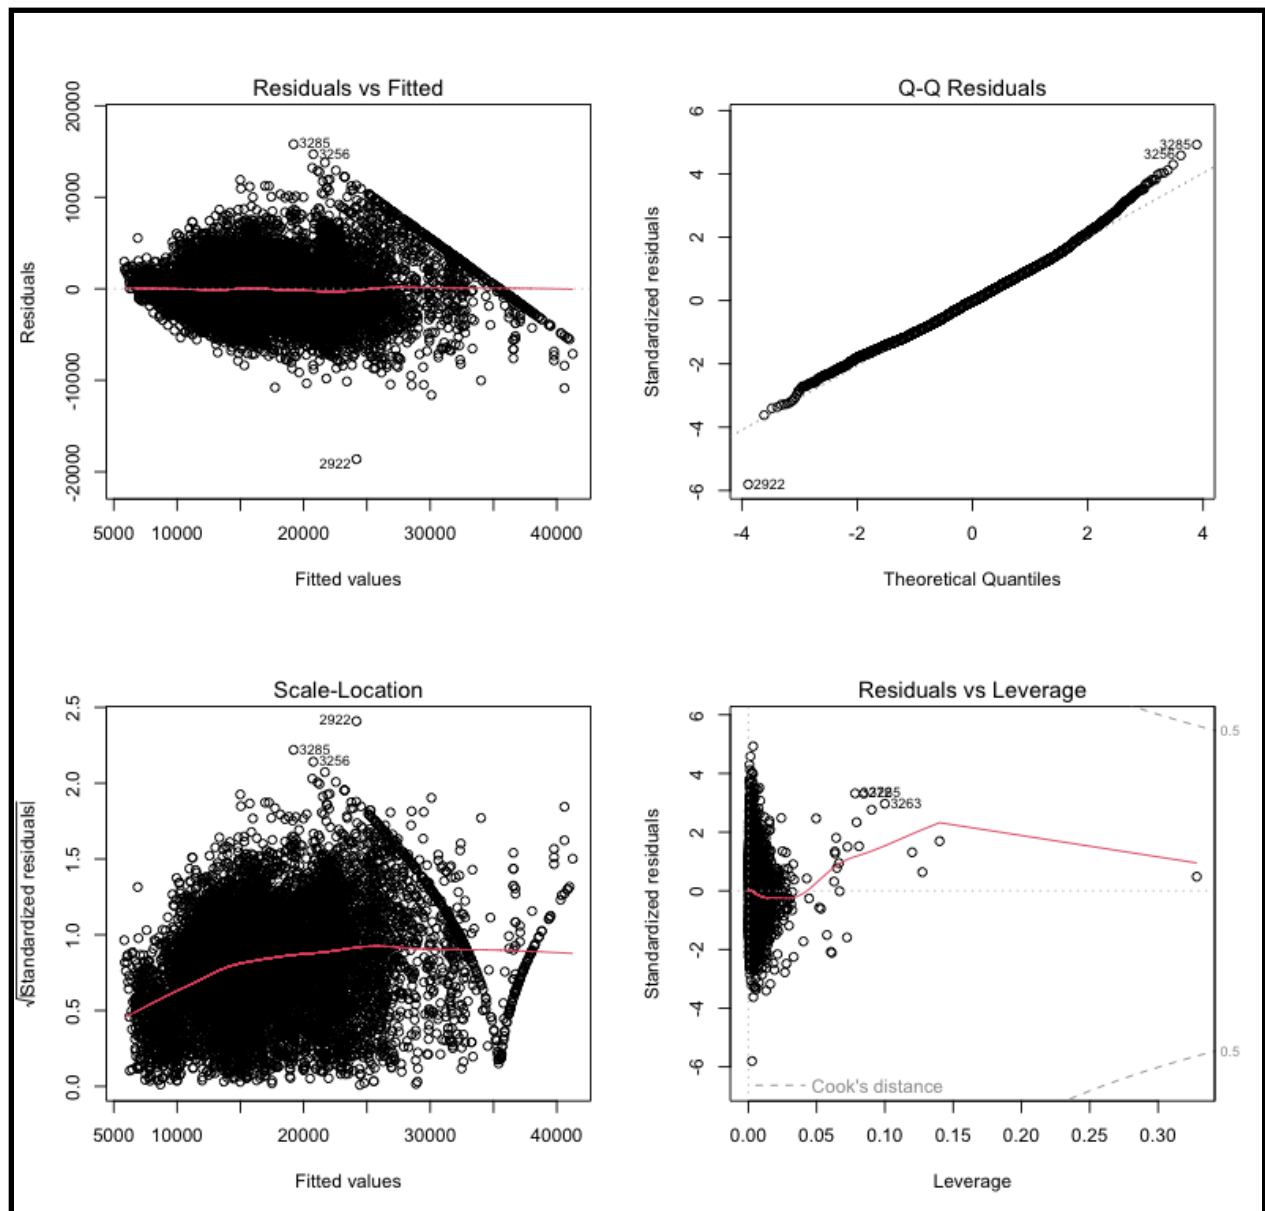 Residuals vs Fitted
20000
10000
0
-10000
-20000
Residuals
3285
3256
2922
5000 10000 20000 30000 40000
Fitted values
Q-Q Residuals
6
4
2
0
-2
-4
-6
Standardized residuals
3285
3256
2922
-4 -2 0 2 4
Theoretical Quantiles
Scale-Location
2.5
2.0
1.5
1.0
0.5
0.0
√|Standardized residuals|
2922
3285
3256
5000 10000 20000 30000 40000
Fitted values
Residuals vs Leverage
6
4
2
0
-2
-4
-6
Standardized residuals
0.5
3263
0.5
Cook's distance
0.00 0.05 0.10 0.15 0.20 0.25 0.30
Leverage